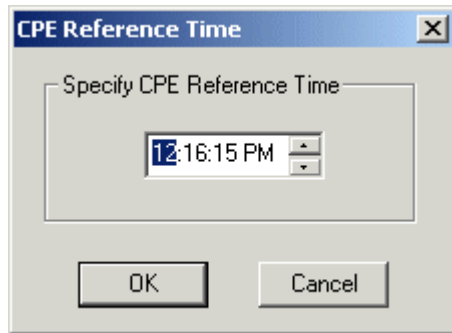 CPE Reference Time
Specify CPE Reference Time
12:16:15 PM
OK Cancel